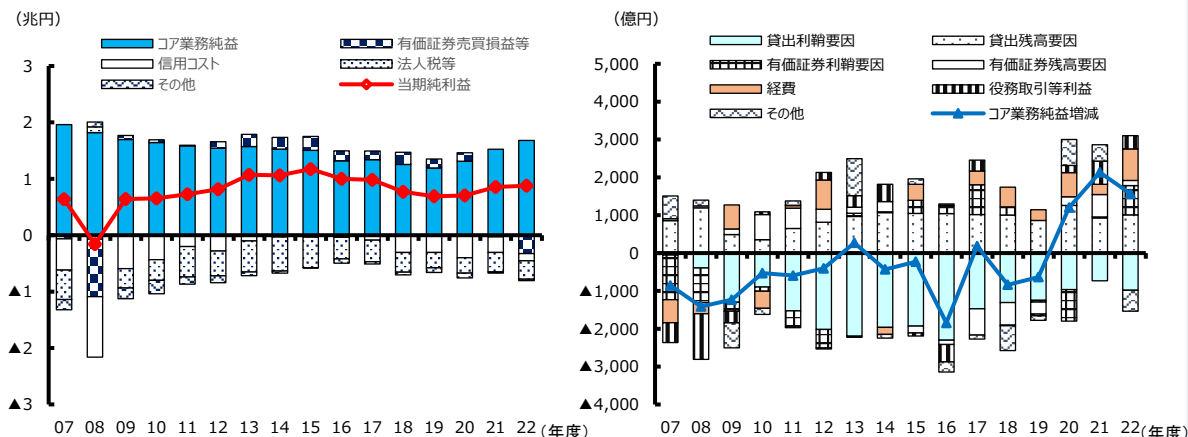 （兆円）
コア業務純益
有価証券売買損益等
信用コスト
法人税等
その他
当期純利益
3
2
1
0
▲1
▲2
▲3
07 08 09 10 11 12 13 14 15 16 17 18 19 20 21 22 (年度)
（億円）
貸出利鞘要因
貸出残高要因
有価証券利鞘要因
有価証券残高要因
経費
役務取引等利益
その他
コア業務純益増減
5,000
4,000
3,000
2,000
1,000
0
▲1,000
▲2,000
▲3,000
▲4,000
07 08 09 10 11 12 13 14 15 16 17 18 19 20 21 22 (年度)